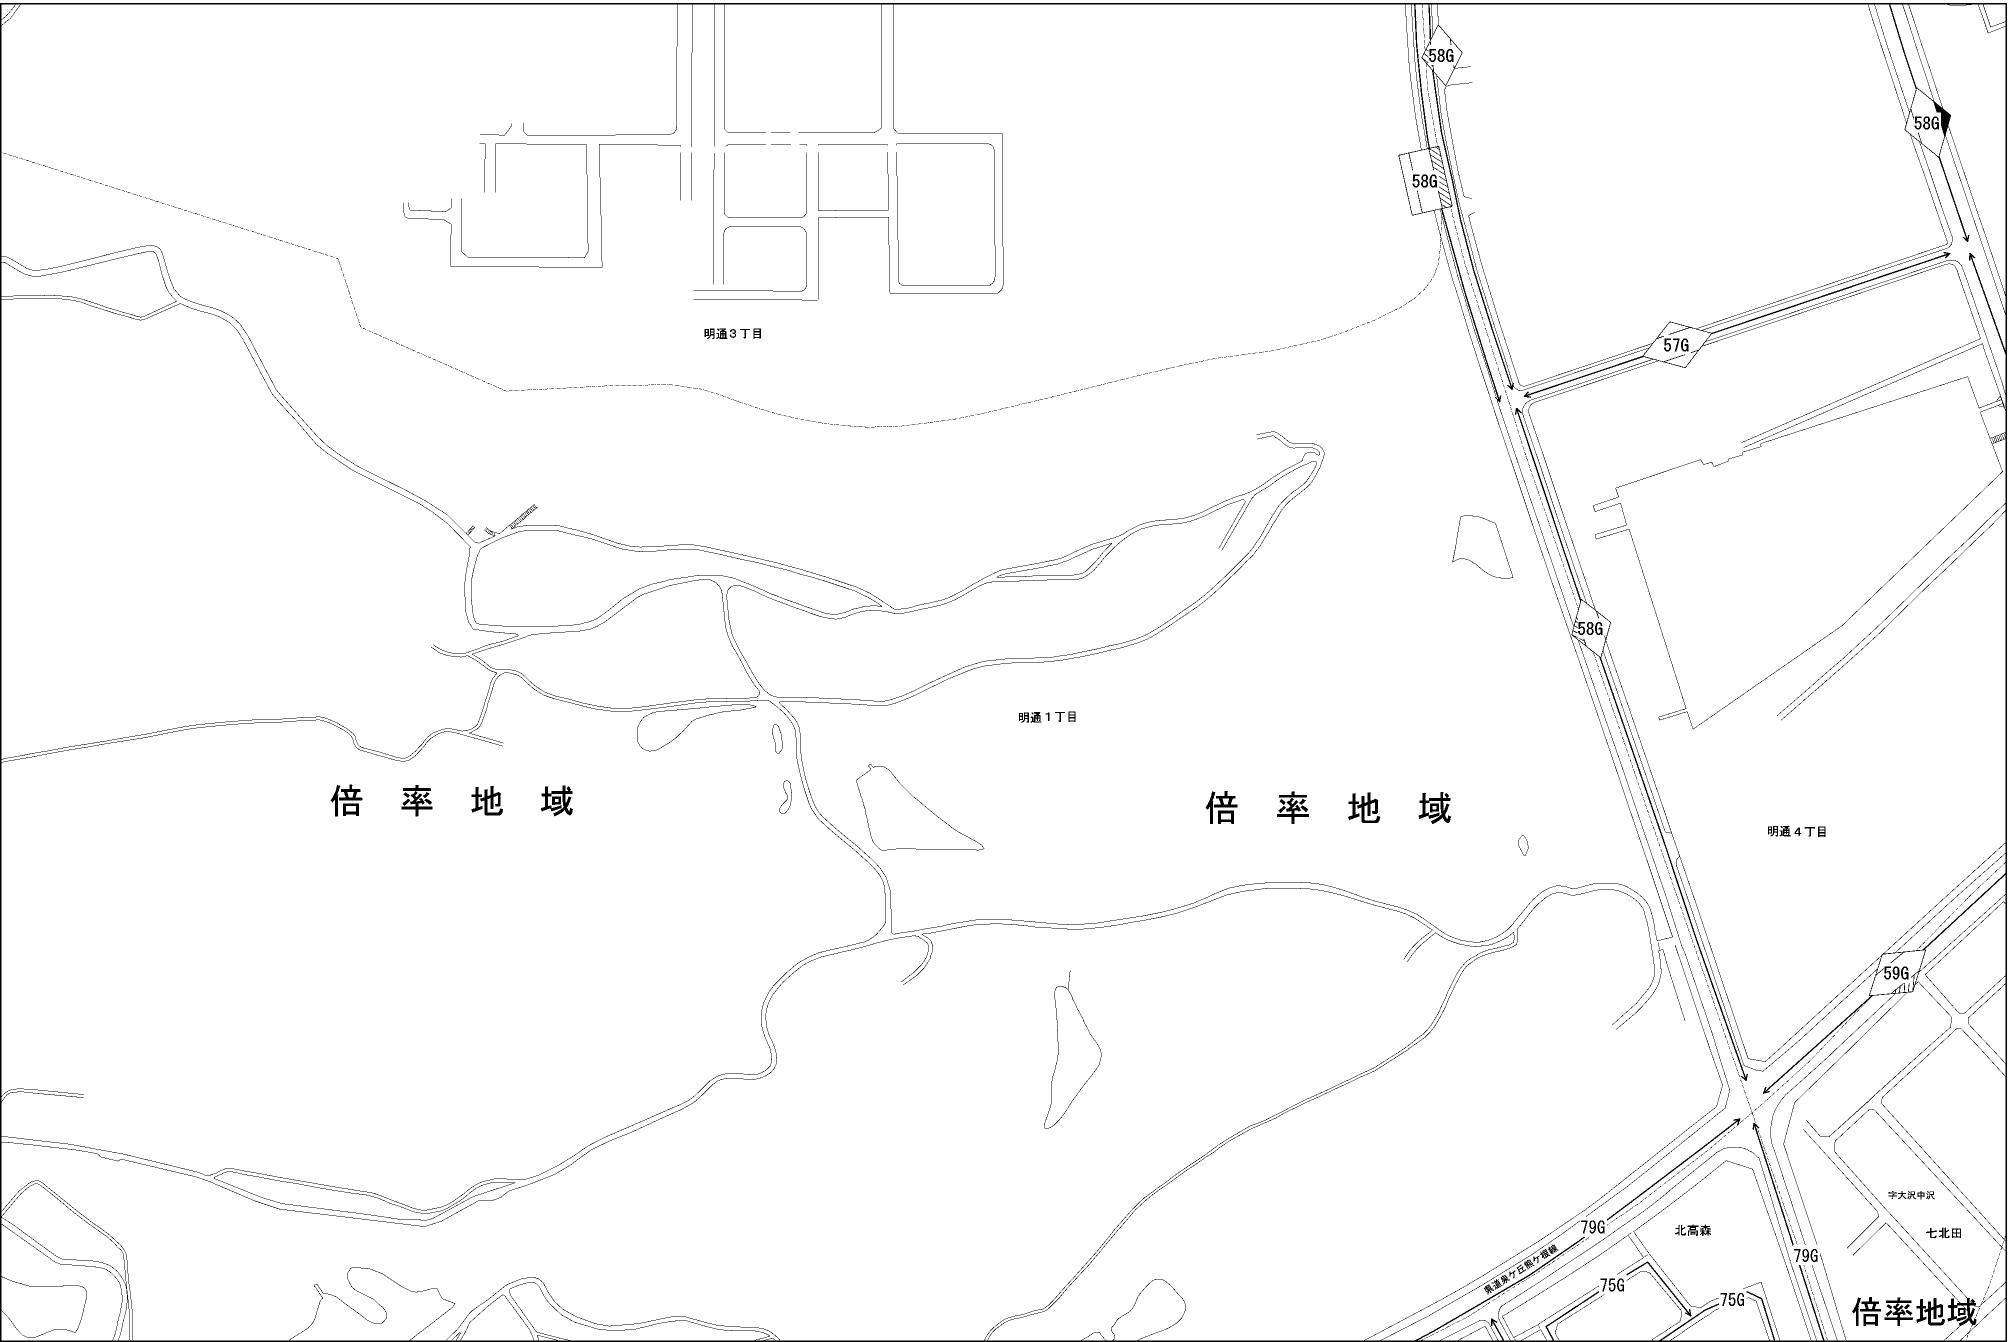 58G
58G
58G
57G
明通３丁目
58G
明通１丁目
倍率地域
倍率地域
明通４丁目
59G
字大沢中沢
北高森
七北田
79G
79G
県道泉ケ丘熊ケ根線
75G
75G
倍率地域